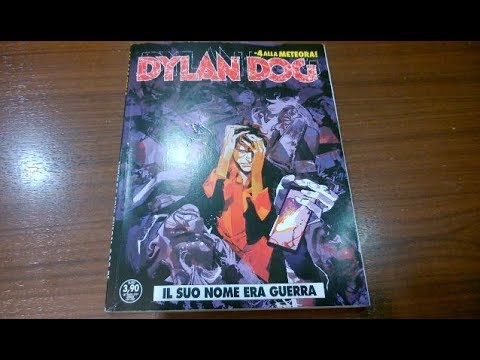 -4 ALLA METEORA!
DYLAN DOG
3,90
IL SUO NOME ERA GUERRA